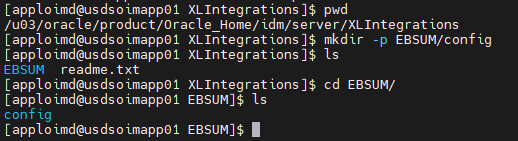 [apploimd@usdsoimapp01 XLIntegrations]$ pwd
/u03/oracle/product/Oracle_Home/idm/server/XLIntegrations
[apploimd@usdsoimapp01 XLIntegrations]$ mkdir -p EBSUM/config
[apploimd@usdsoimapp01 XLIntegrations]$ ls
EBSUM  readme.txt
[apploimd@usdsoimapp01 XLIntegrations]$ cd EBSUM/
[apploimd@usdsoimapp01 EBSUM]$ ls
config
[apploimd@usdsoimapp01 EBSUM]$